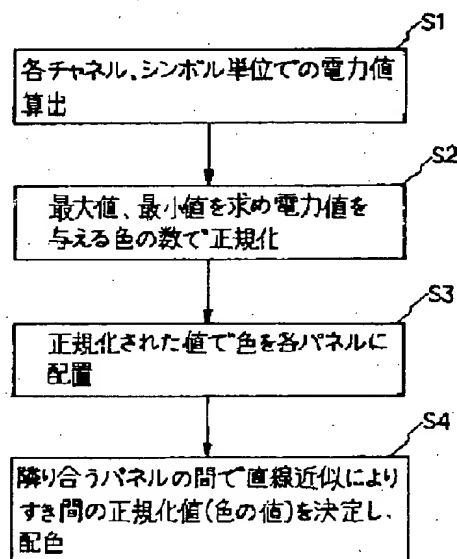 S1
各チャネル、シンボル単位での電力値
算出
S2
最大値、最小値を求め電力値を
与える色の数で正規化
S3
正規化された値で色を各パネルに
配置
S4
隣り合うパネルの間で直線近似により
すき間の正規化値(色の値)を決定し、
配色